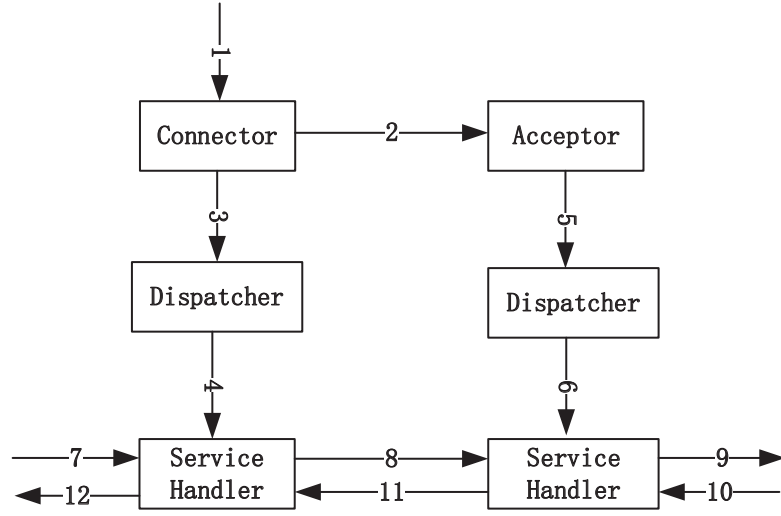 1
Connector
2
Acceptor
3
5
Dispatcher
Dispatcher
4
6
7
Service
Handler
8
Service
Handler
9
12
11
10